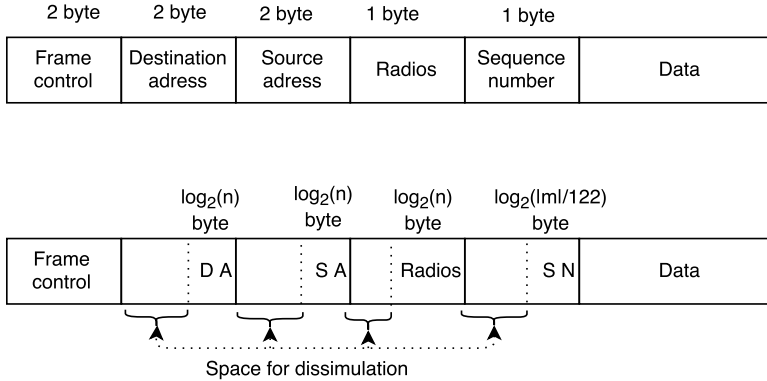 2 byte 2 byte 2 byte 1 byte 1 byte
Frame control Destination adress Source adress Radios Sequence number Data
log₂(n) byte log₂(n) byte log₂(n) byte log₂(lml/122) byte
Frame control D A S A Radios S N Data
Space for dissimulation